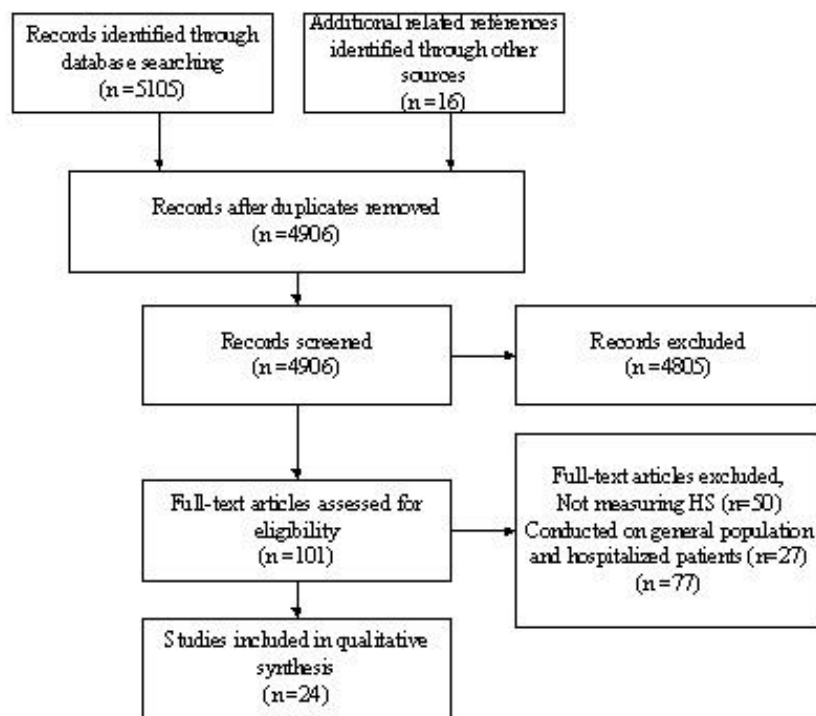 Records identified through
database searching
(n =5105)
Additional related references
identified through other
sources
(n =16)
Records after duplicates removed
(n =4906)
Records screened
(n =4906)
Records excluded
(n =4805)
Full-text articles assessed for
eligibility
(n =101)
Full-text articles excluded,
Not measuring HS (n=50)
Conducted on general population
and hospitalized patients (n=27)
(n =77)
Studies included in qualitative
synthesis
(n =24)